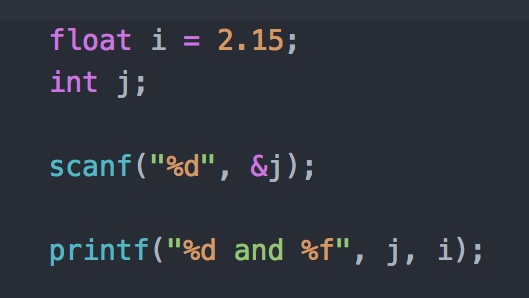 float i = 2.15;
int j;
scanf("%d", &j);
printf("%d and %f", j, i);